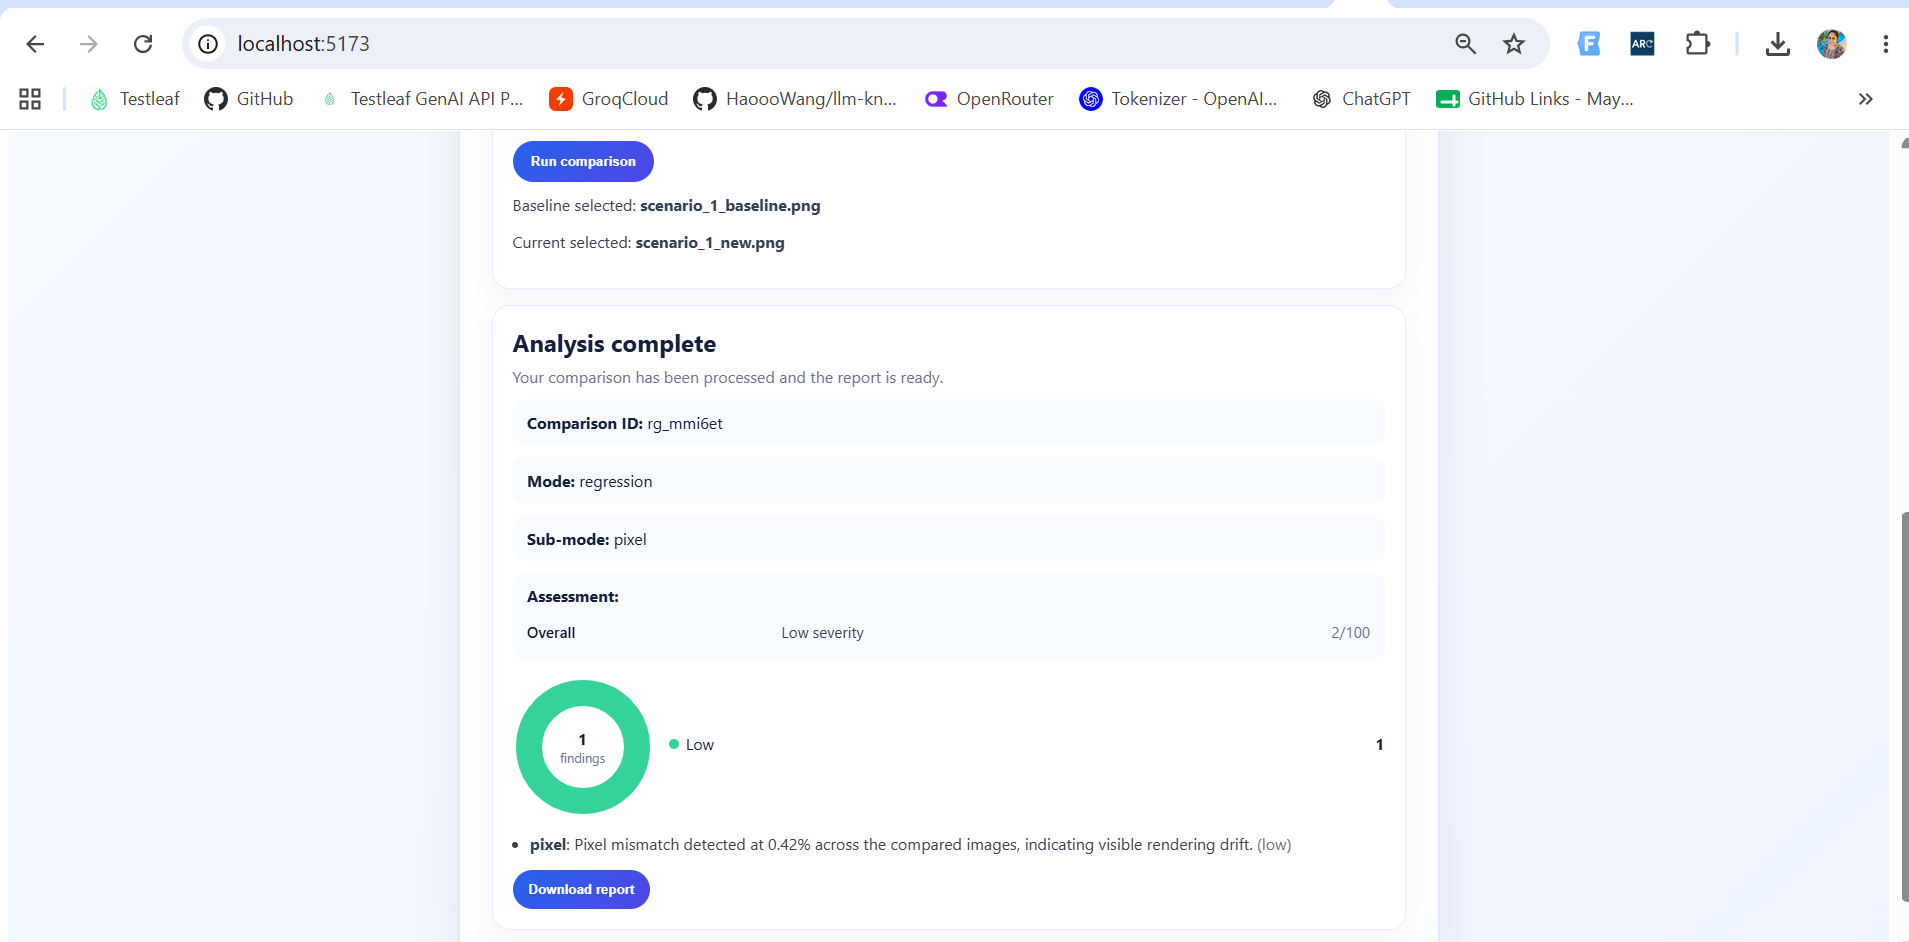 localhost:5173
ARC
Testleaf
GitHub
Testleaf GenAI API P...
GroqCloud
HaoooWang/llm-kn...
OpenRouter
Tokenizer - OpenAI...
ChatGPT
GitHub Links - May...
Run comparison
Baseline selected: scenario_1_baseline.png
Current selected: scenario_1_new.png
Analysis complete
Your comparison has been processed and the report is ready.
Comparison ID: rg_mmi6et
Mode: regression
Sub-mode: pixel
Assessment:
Overall Low severity 2/100
1
findings
Low 1
pixel: Pixel mismatch detected at 0.42% across the compared images, indicating visible rendering drift. (low)
Download report